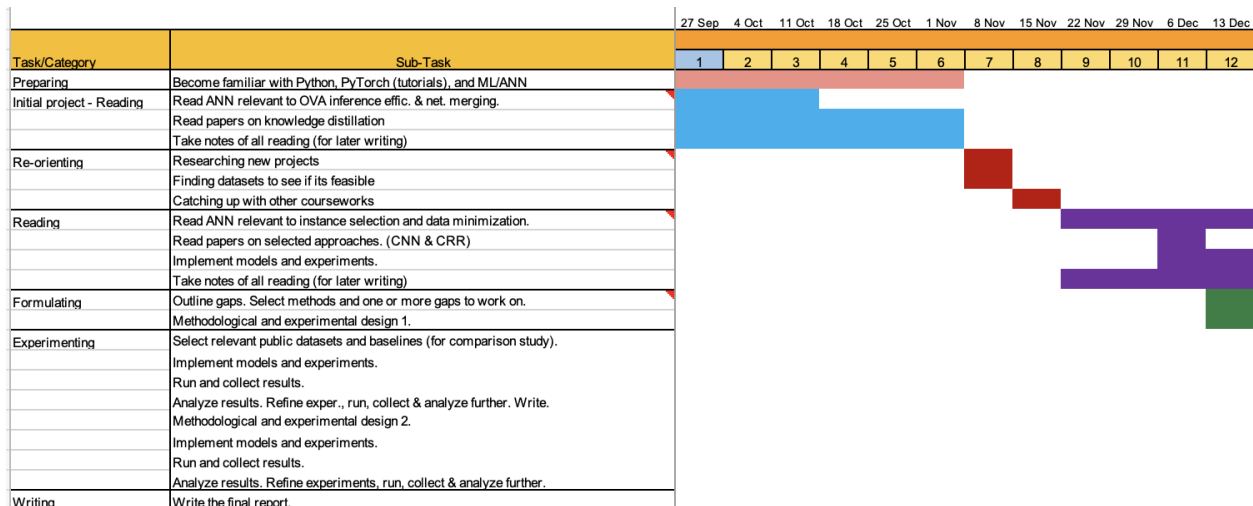 27 Sep 4 Oct 11 Oct 18 Oct 25 Oct 1 Nov 8 Nov 15 Nov 22 Nov 29 Nov 6 Dec 13 Dec
Task/Category Sub-Task 1 2 3 4 5 6 7 8 9 10 11 12
Preparing Become familiar with Python, PyTorch (tutorials), and ML/ANN
Initial project - Reading Read ANN relevant to OVA inference effic. & net. merging.
Read papers on knowledge distillation
Take notes of all reading (for later writing)
Re-orienting Researching new projects
Finding datasets to see if its feasible
Catching up with other courseworks
Reading Read ANN relevant to instance selection and data minimization.
Read papers on selected approaches. (CNN & CRR)
Implement models and experiments.
Take notes of all reading (for later writing)
Formulating Outline gaps. Select methods and one or more gaps to work on.
Methodological and experimental design 1.
Experimenting Select relevant public datasets and baselines (for comparison study).
Implement models and experiments.
Run and collect results.
Analyze results. Refine exper., run, collect & analyze further. Write.
Methodological and experimental design 2.
Implement models and experiments.
Run and collect results.
Analyze results. Refine experiments, run, collect & analyze further.
Writing Write the final report.